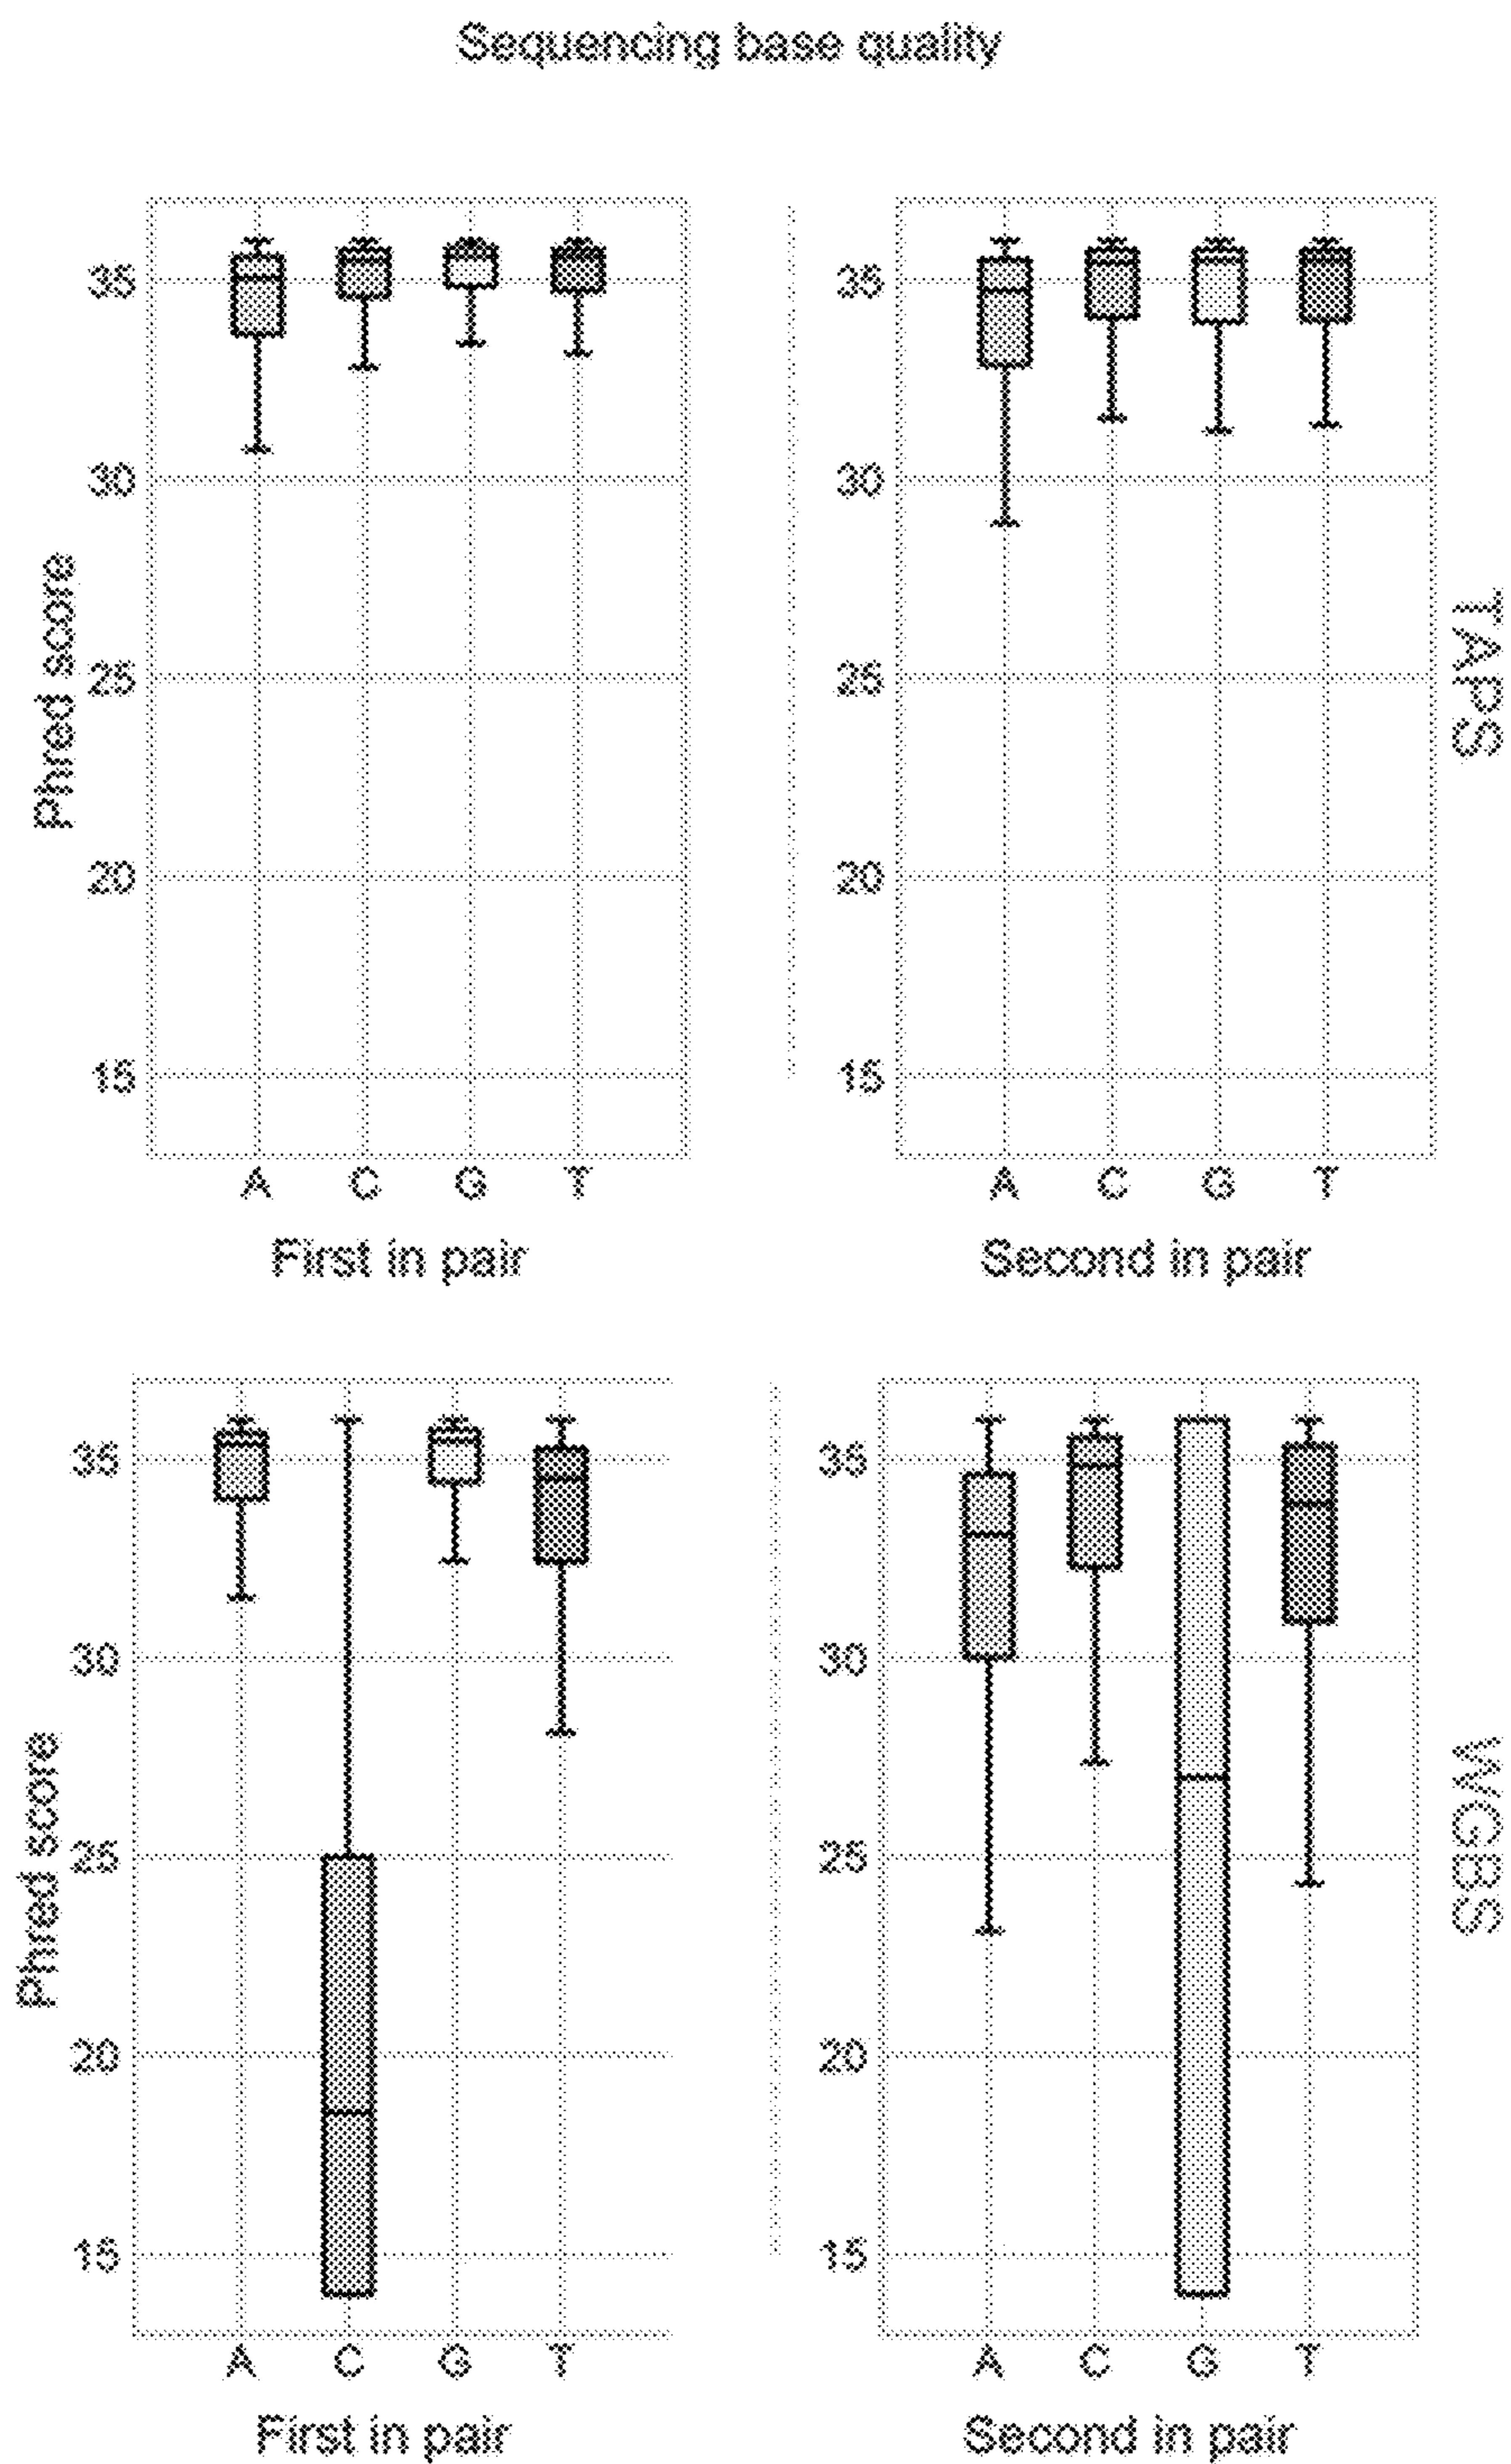 Sequencing base quality
Phred score
35
30
25
20
15
A C G T
First in pair
35
30
25
20
15
A C G T
Second in pair
TAPS
Phred score
35
30
25
20
15
A C G T
First in pair
35
30
25
20
15
A C G T
Second in pair
WGBS